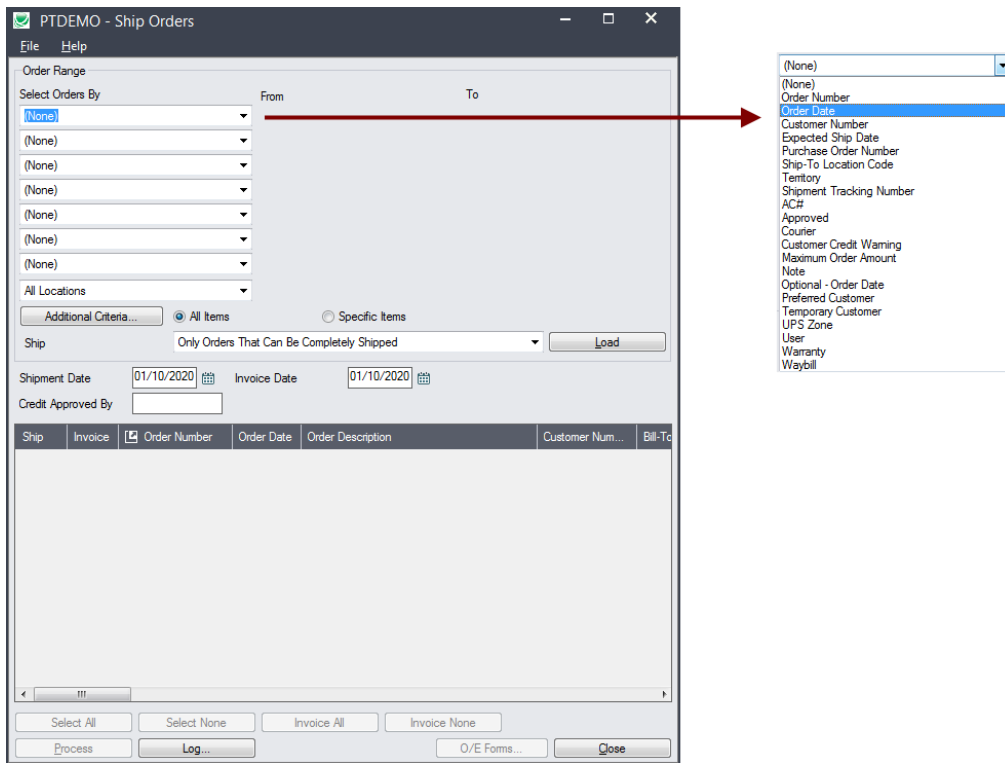 PTDEMO - Ship Orders
File Help
Order Range
Select Orders By From To
(None)
(None)
(None)
(None)
(None)
(None)
(None)
All Locations
Additional Criteria... All Items Specific Items
Ship Only Orders That Can Be Completely Shipped Load
Shipment Date 01/10/2020 Invoice Date 01/10/2020
Credit Approved By
Ship Invoice Order Number Order Date Order Description Customer Num... Bill-To
Select All Select None Invoice All Invoice None
Process Log... O/E Forms... Close
(None)
(None)
Order Number
Order Date
Customer Number
Expected Ship Date
Purchase Order Number
Ship-To Location Code
Territory
Shipment Tracking Number
AC#
Approved
Courier
Customer Credit Warning
Maximum Order Amount
Note
Optional - Order Date
Preferred Customer
Temporary Customer
UPS Zone
User
Warranty
Waybill